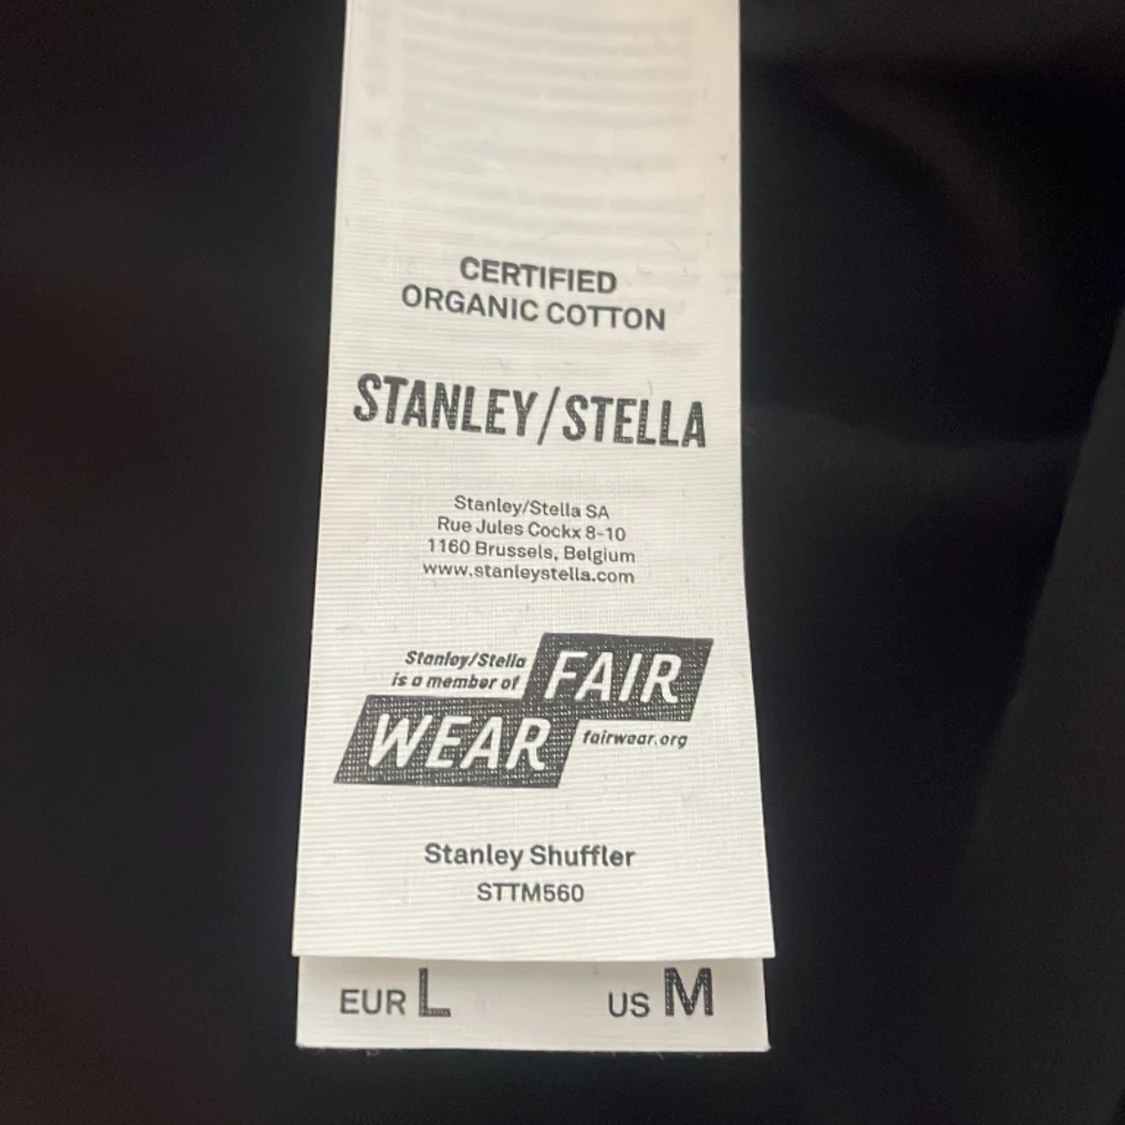 CERTIFIED
ORGANIC COTTON
STANLEY/STELLA
Stanley/Stella SA
Rue Jules Cockx 8-10
1160 Brussels, Belgium
www.stanleystella.com
Stanley/Stella
is a member of
FAIR
WEAR
fairwear.org
Stanley Shuffler
STTM560
EUR L US M